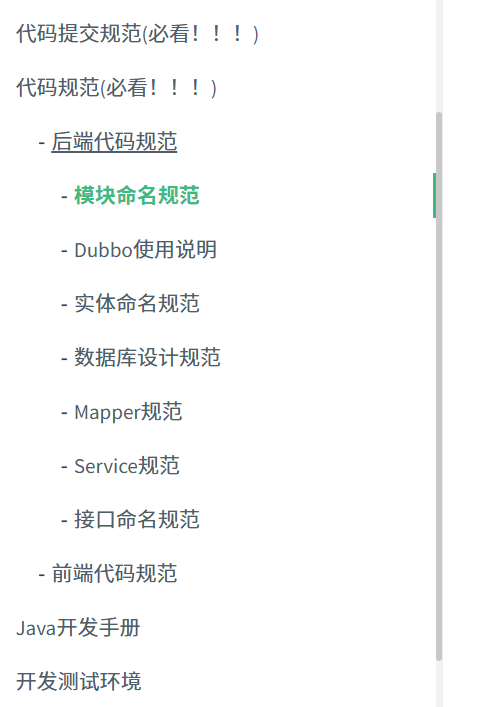 代码提交规范(必看！！！)
代码规范(必看！！！)
- 后端代码规范
- 模块命名规范
- Dubbo使用说明
- 实体命名规范
- 数据库设计规范
- Mapper规范
- Service规范
- 接口命名规范
- 前端代码规范
Java开发手册
开发测试环境